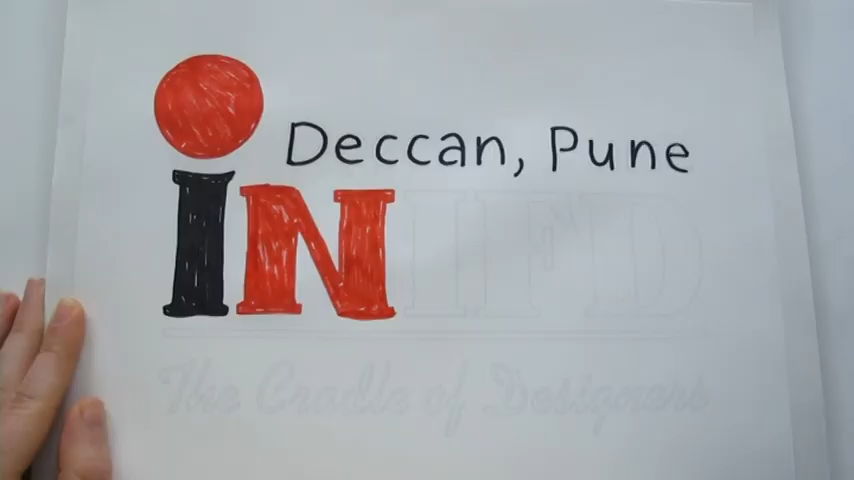 Deccan, Pune
iNIFD
The Cradle of Designers